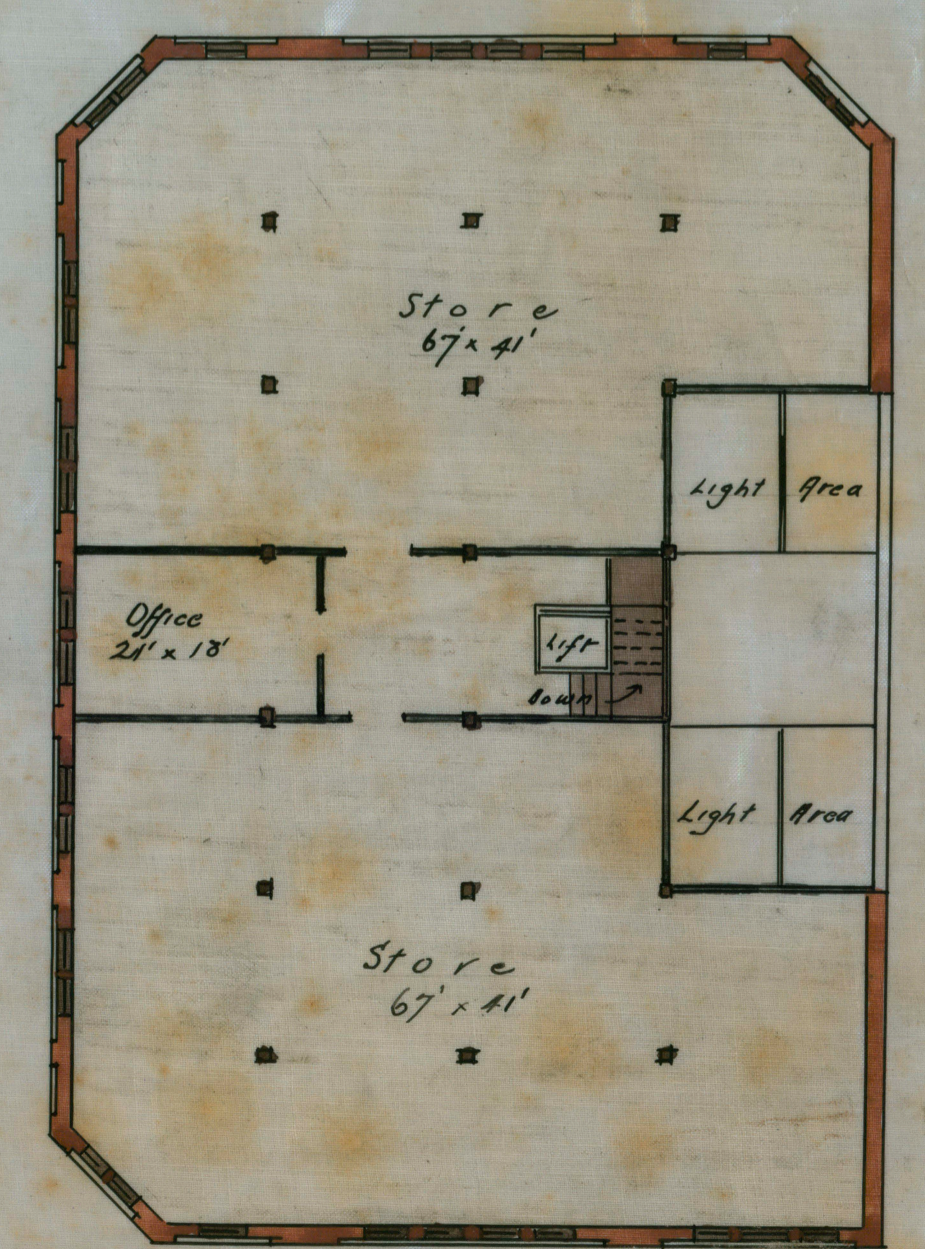 Store
67' x 41'
Light Area
Office
21' x 18'
Lift
Down
Light Area
Store
67' x 41'